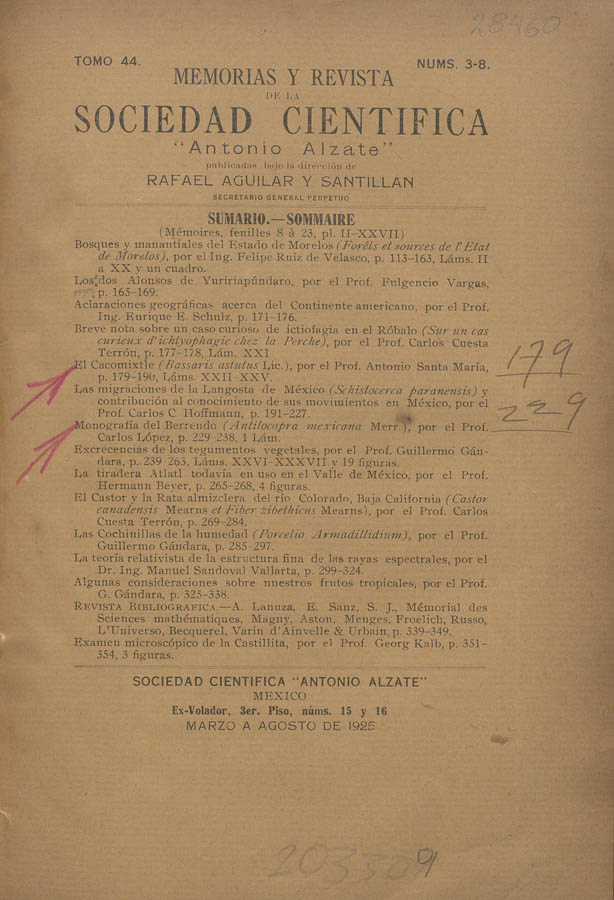 28460
TOMO 44.
NUMS. 3-8.
MEMORIAS Y REVISTA
DE LA
SOCIEDAD CIENTIFICA
"Antonio Alzate"
publicadas bajo la dirección de
RAFAEL AGUILAR Y SANTILLAN
SECRETARIO GENERAL PERPETUO
SUMARIO.—SOMMAIRE
(Mémoires, feuilles 8 à 23, pl. II-XXVII)
Bosques y manantiales del Estado de Morelos (Forêts et sources de l'Etat
de Morelos), por el Ing. Felipe Ruiz de Velasco, p. 113-163, Láms. II
a XX y un cuadro.
Los dos Alonsos de Yuririapúndaro, por el Prof. Fulgencio Vargas,
p. 165-169.
Aclaraciones geográficas acerca del Continente americano, por el Prof.
Ing. Enrique E. Schulz, p. 171-176.
Breve nota sobre un caso curioso de ictiofagia en el Róbalo (Sur un cas
curieux d'ichtyophagie chez la Perche), por el Prof. Carlos Cuesta
Terrón, p. 177-178, Lám. XXI
El Cacomixtle (Bassaris astutus Lic.), por el Prof. Antonio Santa María,
p. 179-190, Láms. XXII-XXV.
179
Las migraciones de la Langosta de México (Schistocerca paranensis) y
contribución al conocimiento de sus movimientos en México, por el
Prof. Carlos C. Hoffmann, p. 191-227.
229
Monografía del Berrendo (Antilocapra mexicana Merr.), por el Prof.
Carlos López, p. 229-238, 1 Lám.
Excrecencias de los tegumentos vegetales, por el Prof. Guillermo Gán-
dara, p. 239-263, Láms. XXVI-XXXVII y 19 figuras.
La tiradera Atlatl todavía en uso en el Valle de México, por el Prof.
Hermann Beyer, p. 265-268, 4 figuras.
El Castor y la Rata almizclera del río Colorado, Baja California (Castor
canadensis Mearns et Fiber zibethicus Mearns), por el Prof. Carlos
Cuesta Terrón, p. 269-284.
Las Cochinillas de la humedad (Porcelio Armadillidium), por el Prof.
Guillermo Gándara, p. 285-297.
La teoría relativista de la estructura fina de las rayas espectrales, por el
Dr. Ing. Manuel Sandoval Vallarta, p. 299-324.
Algunas consideraciones sobre nuestros frutos tropicales, por el Prof.
G. Gándara, p. 325-338.
REVISTA BIBLIOGRAFICA.—A. Lanuza, E. Sanz, S. J., Mémorial des
Sciences mathématiques, Magny, Aston, Menges, Froelich, Russo,
L'Universo, Becquerel, Varin d'Ainvelle & Urbain, p. 339-349.
Examen microscópico de la Castillita, por el Prof. Georg Kalb, p. 351-
354, 3 figuras.
SOCIEDAD CIENTIFICA "ANTONIO ALZATE"
MEXICO
Ex-Volador, 3er. Piso, núms. 15 y 16
MARZO A AGOSTO DE 1925
203309